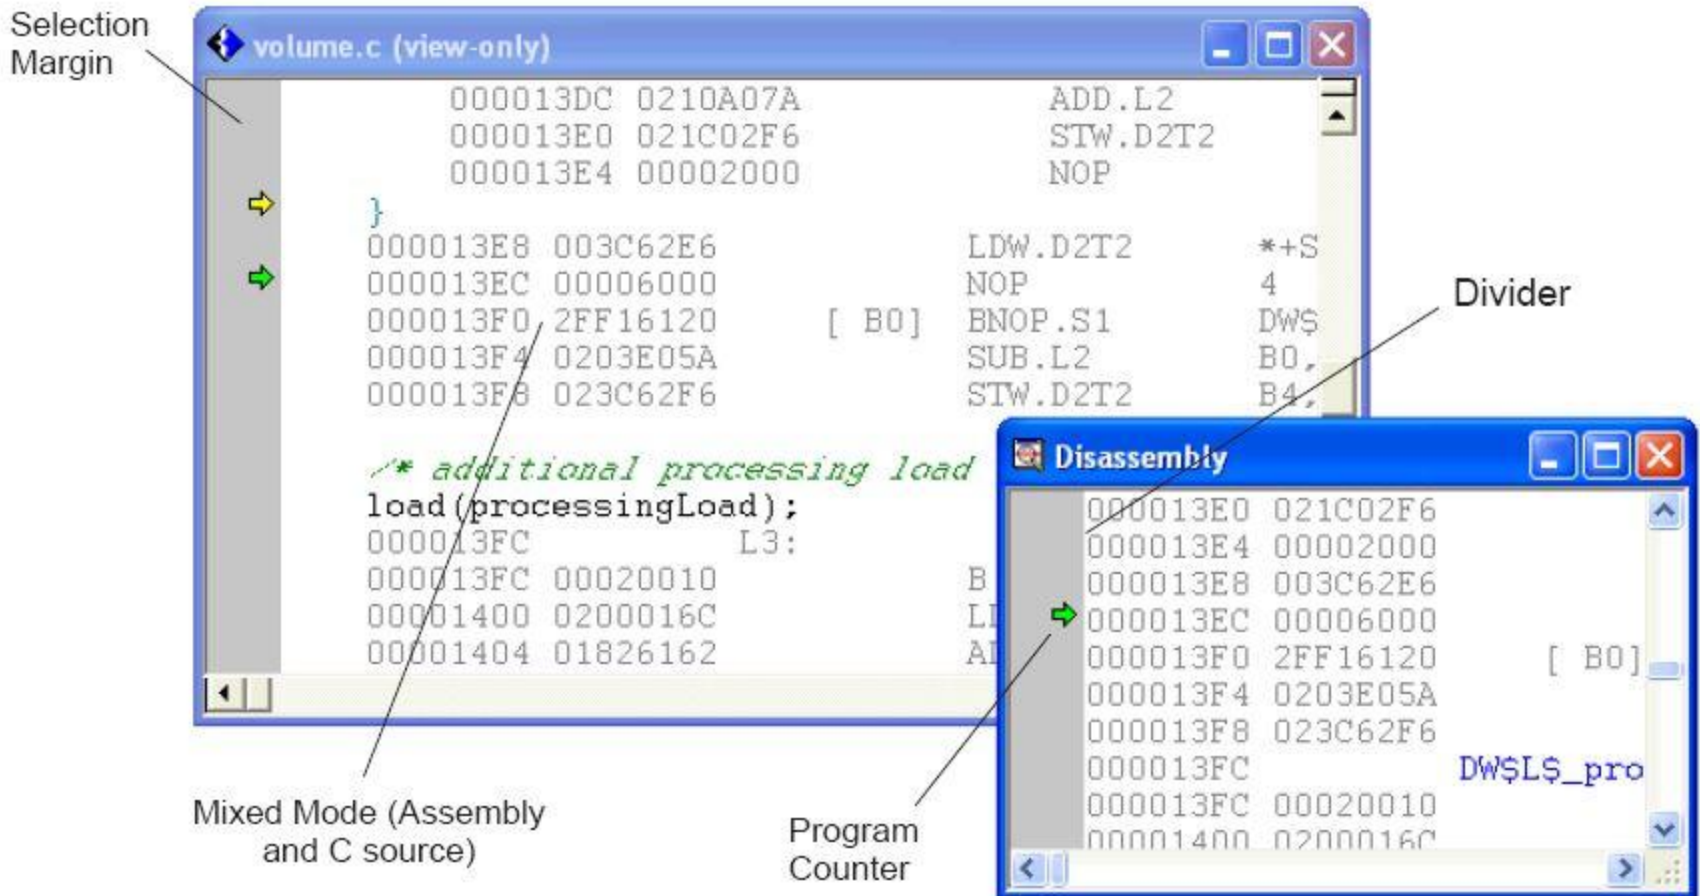 Selection
Margin
volume.c (view-only)
000013DC 0210A07A ADD.L2
000013E0 021C02F6 STW.D2T2
000013E4 00002000 NOP
}
000013E8 003C62E6 LDW.D2T2 *+S
000013EC 00006000 NOP 4
000013F0 2FF16120 [ B0] BNOP.S1 DW$
000013F4 0203E05A SUB.L2 B0,
000013F8 023C62F6 STW.D2T2 B4,
/* additional processing load
load(processingLoad);
000013FC L3:
000013FC 00020010 B
00001400 0200016C
00001404 01826162
Divider
Disassembly
000013E0 021C02F6
000013E4 00002000
000013E8 003C62E6
000013EC 00006000
000013F0 2FF16120 [ B0]
000013F4 0203E05A
000013F8 023C62F6
000013FC DW$L$_pro
000013FC 00020010
00001400 0200016C
Mixed Mode (Assembly
and C source)
Program
Counter